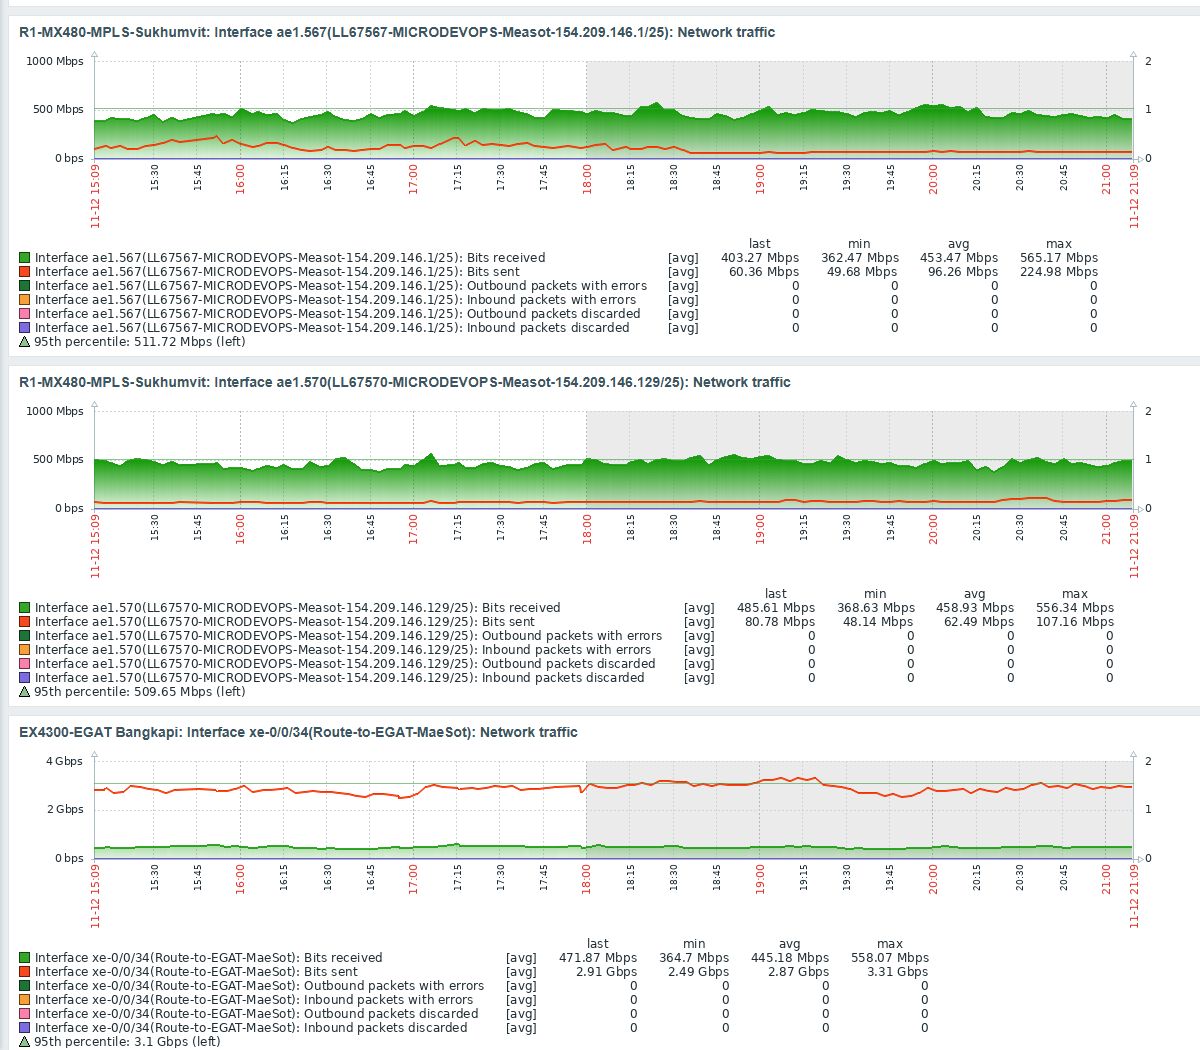 R1-MX480-MPLS-Sukhumvit: Interface ae1.567(LL67567-MICRODEVOPS-Measot-154.209.146.1/25): Network traffic
1000 Mbps 2
500 Mbps 1
0 bps 0
11-12 15:09 15:30 15:45 16:00 16:15 16:30 16:45 17:00 17:15 17:30 17:45 18:00 18:15 18:30 18:45 19:00 19:15 19:30 19:45 20:00 20:15 20:30 20:45 21:00 11-12 21:09
last min avg max
Interface ae1.567(LL67567-MICRODEVOPS-Measot-154.209.146.1/25): Bits received [avg] 403.27 Mbps 362.47 Mbps 453.47 Mbps 565.17 Mbps
Interface ae1.567(LL67567-MICRODEVOPS-Measot-154.209.146.1/25): Bits sent [avg] 60.36 Mbps 49.68 Mbps 96.26 Mbps 224.98 Mbps
Interface ae1.567(LL67567-MICRODEVOPS-Measot-154.209.146.1/25): Outbound packets with errors [avg] 0 0 0 0
Interface ae1.567(LL67567-MICRODEVOPS-Measot-154.209.146.1/25): Inbound packets with errors [avg] 0 0 0 0
Interface ae1.567(LL67567-MICRODEVOPS-Measot-154.209.146.1/25): Outbound packets discarded [avg] 0 0 0 0
Interface ae1.567(LL67567-MICRODEVOPS-Measot-154.209.146.1/25): Inbound packets discarded [avg] 0 0 0 0
95th percentile: 511.72 Mbps (left)
R1-MX480-MPLS-Sukhumvit: Interface ae1.570(LL67570-MICRODEVOPS-Measot-154.209.146.129/25): Network traffic
1000 Mbps 2
500 Mbps 1
0 bps 0
11-12 15:09 15:30 15:45 16:00 16:15 16:30 16:45 17:00 17:15 17:30 17:45 18:00 18:15 18:30 18:45 19:00 19:15 19:30 19:45 20:00 20:15 20:30 20:45 21:00 11-12 21:09
last min avg max
Interface ae1.570(LL67570-MICRODEVOPS-Measot-154.209.146.129/25): Bits received [avg] 485.61 Mbps 368.63 Mbps 458.93 Mbps 556.34 Mbps
Interface ae1.570(LL67570-MICRODEVOPS-Measot-154.209.146.129/25): Bits sent [avg] 80.78 Mbps 48.14 Mbps 62.49 Mbps 107.16 Mbps
Interface ae1.570(LL67570-MICRODEVOPS-Measot-154.209.146.129/25): Outbound packets with errors [avg] 0 0 0 0
Interface ae1.570(LL67570-MICRODEVOPS-Measot-154.209.146.129/25): Inbound packets with errors [avg] 0 0 0 0
Interface ae1.570(LL67570-MICRODEVOPS-Measot-154.209.146.129/25): Outbound packets discarded [avg] 0 0 0 0
Interface ae1.570(LL67570-MICRODEVOPS-Measot-154.209.146.129/25): Inbound packets discarded [avg] 0 0 0 0
95th percentile: 509.65 Mbps (left)
EX4300-EGAT Bangkapi: Interface xe-0/0/34(Route-to-EGAT-MaeSot): Network traffic
4 Gbps 2
2 Gbps 1
0 bps 0
11-12 15:09 15:30 15:45 16:00 16:15 16:30 16:45 17:00 17:15 17:30 17:45 18:00 18:15 18:30 18:45 19:00 19:15 19:30 19:45 20:00 20:15 20:30 20:45 21:00 11-12 21:09
last min avg max
Interface xe-0/0/34(Route-to-EGAT-MaeSot): Bits received [avg] 471.87 Mbps 364.7 Mbps 445.18 Mbps 558.07 Mbps
Interface xe-0/0/34(Route-to-EGAT-MaeSot): Bits sent [avg] 2.91 Gbps 2.49 Gbps 2.87 Gbps 3.31 Gbps
Interface xe-0/0/34(Route-to-EGAT-MaeSot): Outbound packets with errors [avg] 0 0 0 0
Interface xe-0/0/34(Route-to-EGAT-MaeSot): Inbound packets with errors [avg] 0 0 0 0
Interface xe-0/0/34(Route-to-EGAT-MaeSot): Outbound packets discarded [avg] 0 0 0 0
Interface xe-0/0/34(Route-to-EGAT-MaeSot): Inbound packets discarded [avg] 0 0 0 0
95th percentile: 3.1 Gbps (left)